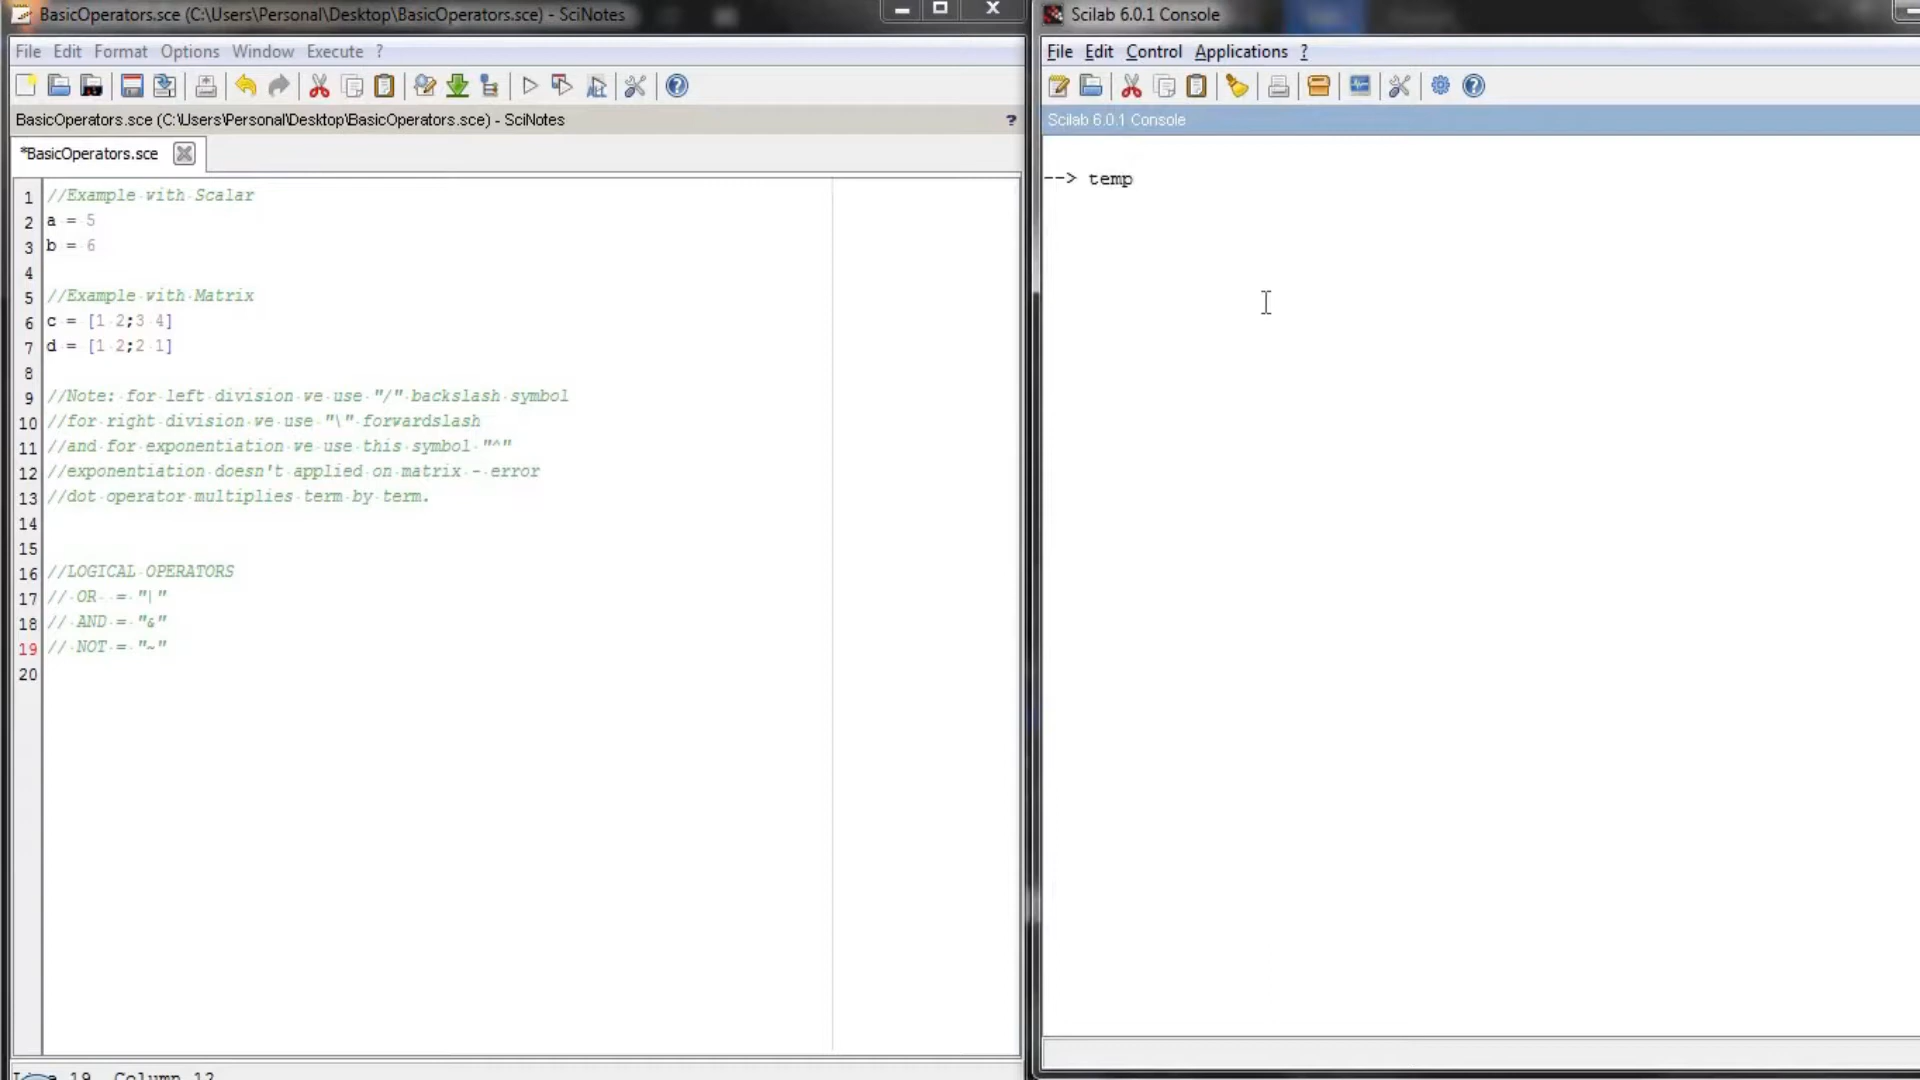 BasicOperators.sce (C:\Users\Personal\Desktop\BasicOperators.sce) - SciNotes
File Edit Format Options Window Execute ?
BasicOperators.sce (C:\Users\Personal\Desktop\BasicOperators.sce) - SciNotes ?
*BasicOperators.sce
1 //Example with Scalar
2 a = 5
3 b = 6
4
5 //Example with Matrix
6 c = [1 2;3 4]
7 d = [1 2;2 1]
8
9 //Note: for left division we use "/" backslash symbol
10 //for right division we use "\" forwardslash
11 //and for exponentiation we use this symbol "^"
12 //exponentiation doesn't applied on matrix - error
13 //dot operator multiplies term by term.
14
15
16 //LOGICAL OPERATORS
17 // OR = "|"
18 // AND = "&"
19 // NOT = "~"
20
19, Column 12
Scilab 6.0.1 Console
File Edit Control Applications ?
Scilab 6.0.1 Console
--> temp